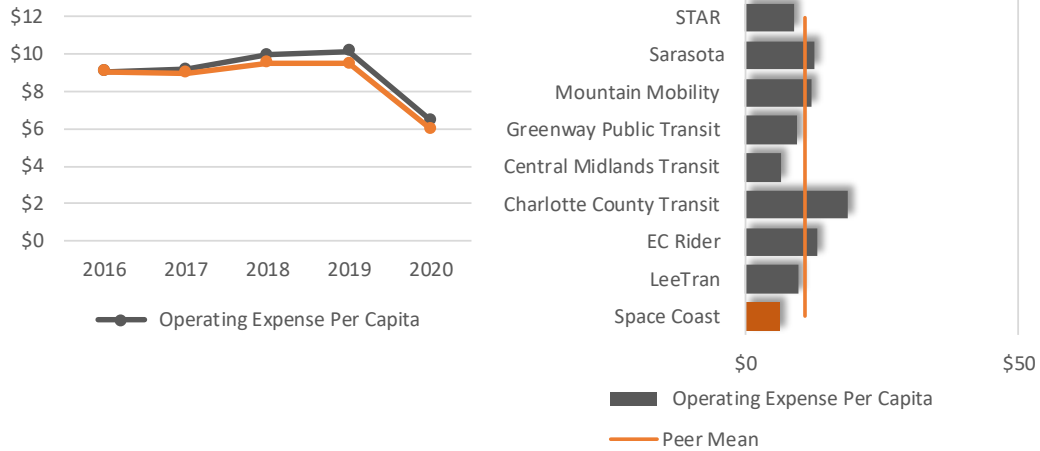 $12
$10
$8
$6
$4
$2
$0
2016 2017 2018 2019 2020
Operating Expense Per Capita
STAR
Sarasota
Mountain Mobility
Greenway Public Transit
Central Midlands Transit
Charlotte County Transit
EC Rider
LeeTran
Space Coast
$0 $50
Operating Expense Per Capita
Peer Mean